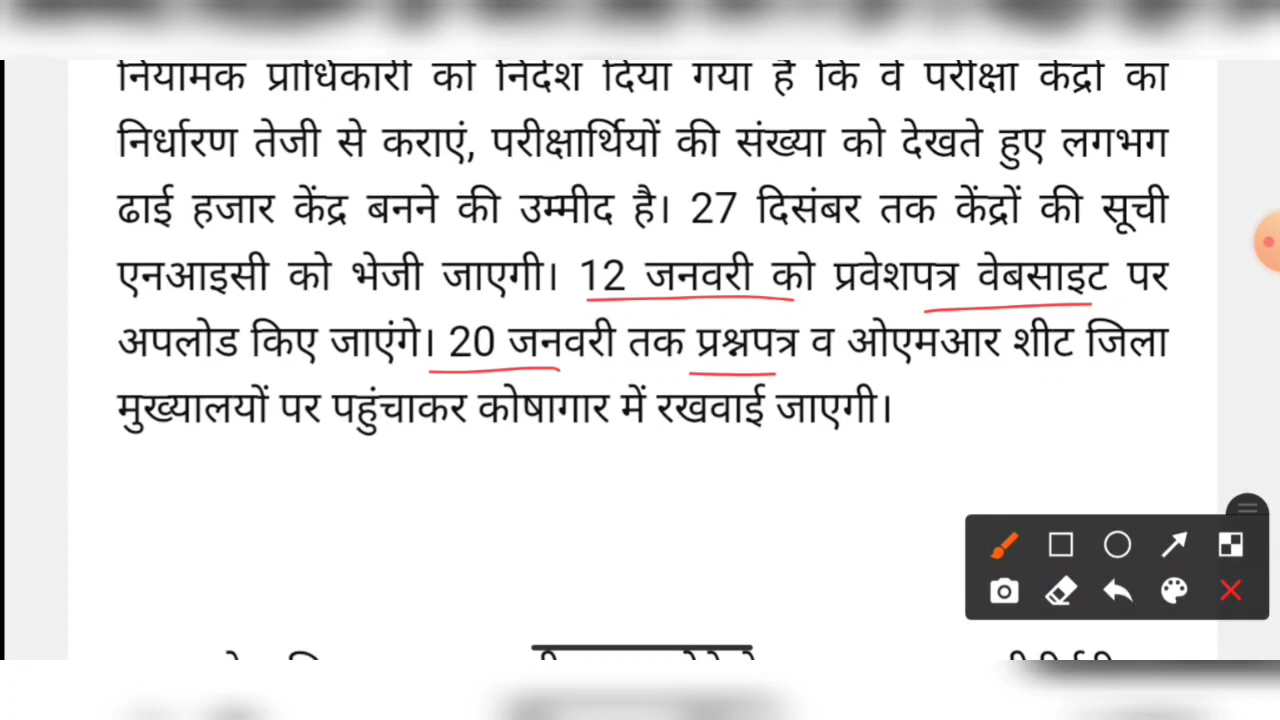 नियामक प्राधिकारी को निर्देश दिया गया है कि वे परीक्षा केंद्रों का
निर्धारण तेजी से कराएं, परीक्षार्थियों की संख्या को देखते हुए लगभग
ढाई हजार केंद्र बनने की उम्मीद है। 27 दिसंबर तक केंद्रों की सूची
एनआइसी को भेजी जाएगी। 12 जनवरी को प्रवेशपत्र वेबसाइट पर
अपलोड किए जाएंगे। 20 जनवरी तक प्रश्नपत्र व ओएमआर शीट जिला
मुख्यालयों पर पहुंचाकर कोषागार में रखवाई जाएगी।